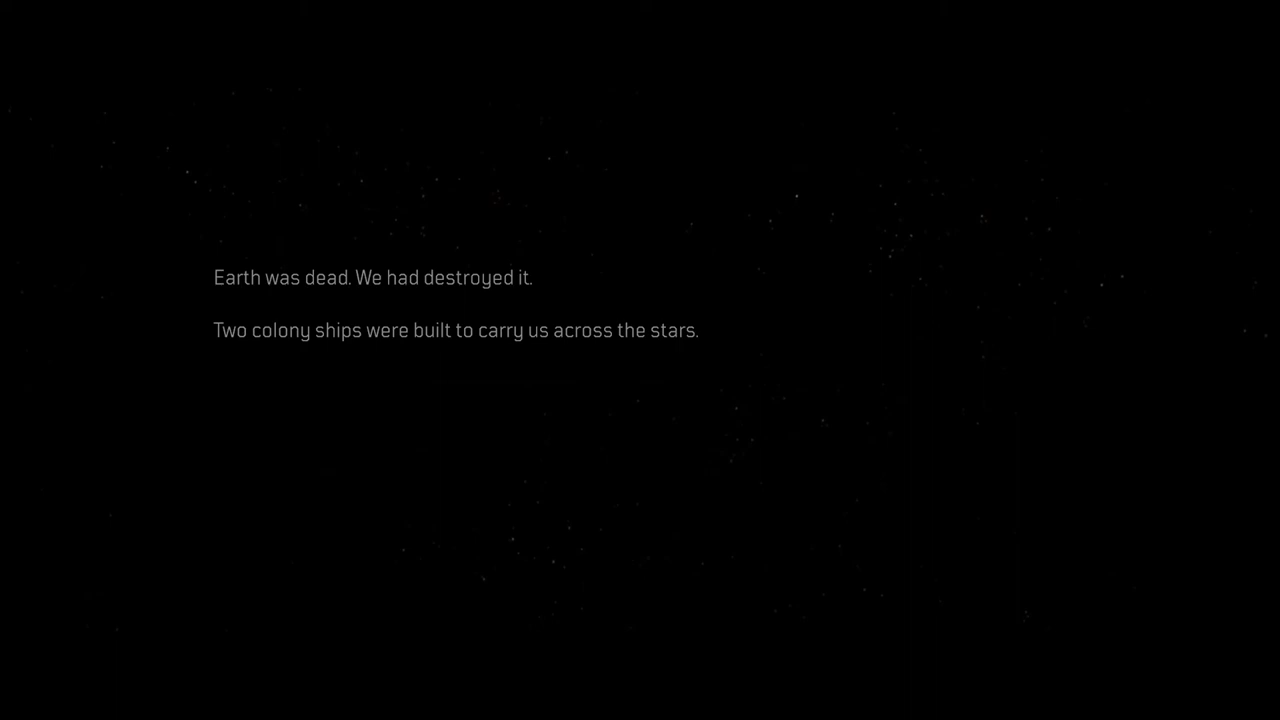 Earth was dead. We had destroyed it.
Two colony ships were built to carry us across the stars.